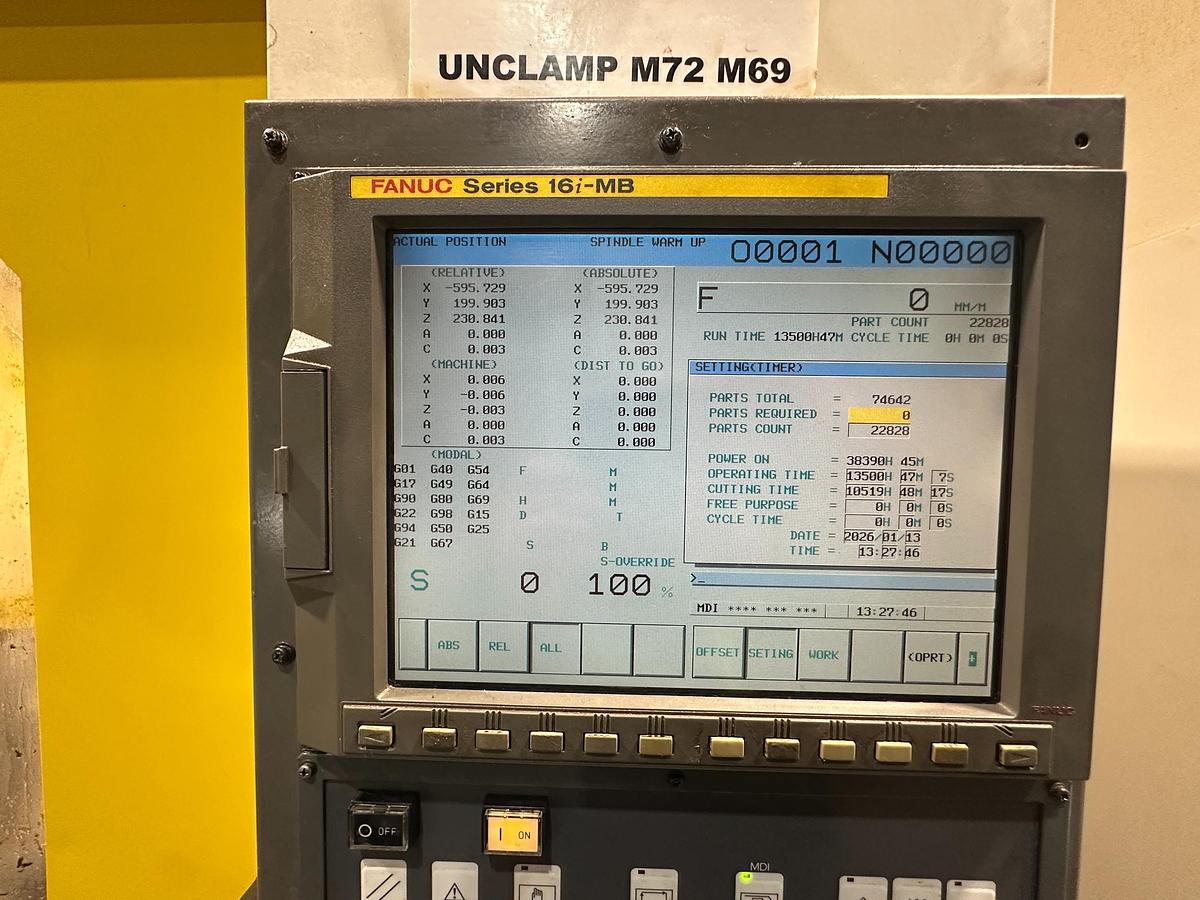 UNCLAMP M72 M69
FANUC Series 16i-MB
ACTUAL POSITION SPINDLE WARM UP O0001 N00000
(RELATIVE) (ABSOLUTE)
X -595.729 X -595.729
Y 199.903 Y 199.903
Z 230.841 Z 230.841
A 0.000 A 0.000
C 0.003 C 0.003
(MACHINE) (DIST TO GO)
X 0.006 X 0.000
Y -0.006 Y 0.000
Z -0.003 Z 0.000
A 0.000 A 0.000
C 0.003 C 0.000
(MODAL)
G01 G40 G54 F M
G17 G49 G64 M
G90 G80 G69 H M
G22 G98 G15 D T
G94 G50 G25
G21 G67 S B
S-OVERRIDE
S 0 100 %
F 0 MM/M
PART COUNT 22828
RUN TIME 13500H47M CYCLE TIME 0H 0M 0S
SETTING(TIMER)
PARTS TOTAL = 74642
PARTS REQUIRED = 0
PARTS COUNT = 22828
POWER ON = 38390H 45M
OPERATING TIME = 13500H 47M 7S
CUTTING TIME = 10519H 48M 17S
FREE PURPOSE = 0H 0M 0S
CYCLE TIME = 0H 0M 0S
DATE = 2026/01/13
TIME = 13:27:46
>_
MDI **** *** *** 13:27:46
ABS REL ALL OFFSET SETING WORK (OPRT) +
FANUC
OFF ON
MDI